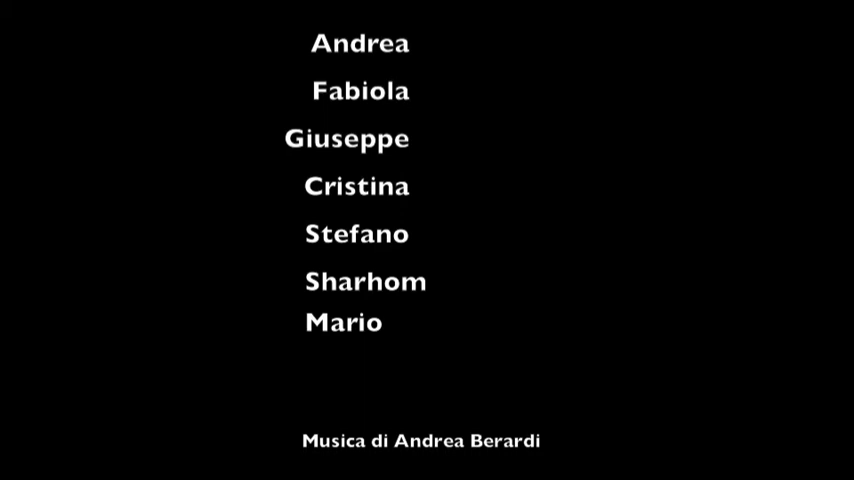 Andrea
Fabiola
Giuseppe
Cristina
Stefano
Sharhom
Mario
Musica di Andrea Berardi